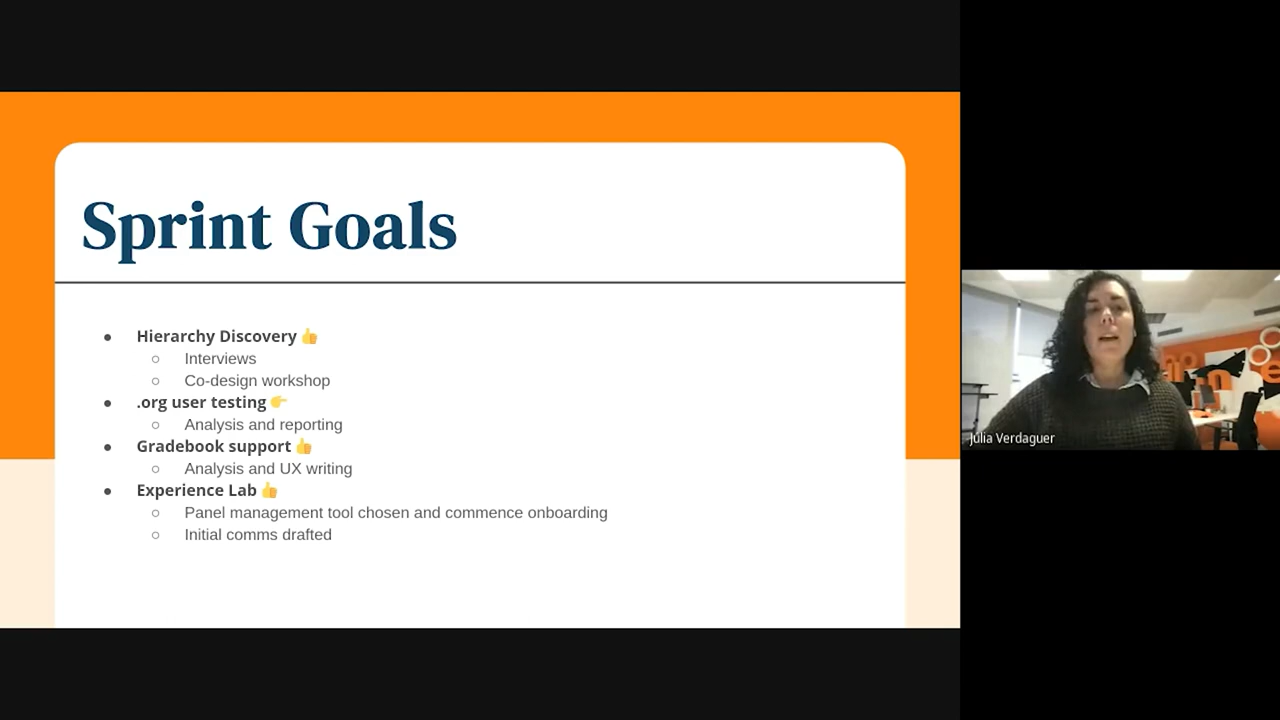 Sprint Goals
● Hierarchy Discovery 👍
○ Interviews
○ Co-design workshop
● .org user testing 👉
○ Analysis and reporting
● Gradebook support 👍
○ Analysis and UX writing
● Experience Lab 👍
○ Panel management tool chosen and commence onboarding
○ Initial comms drafted
Júlia Verdaguer